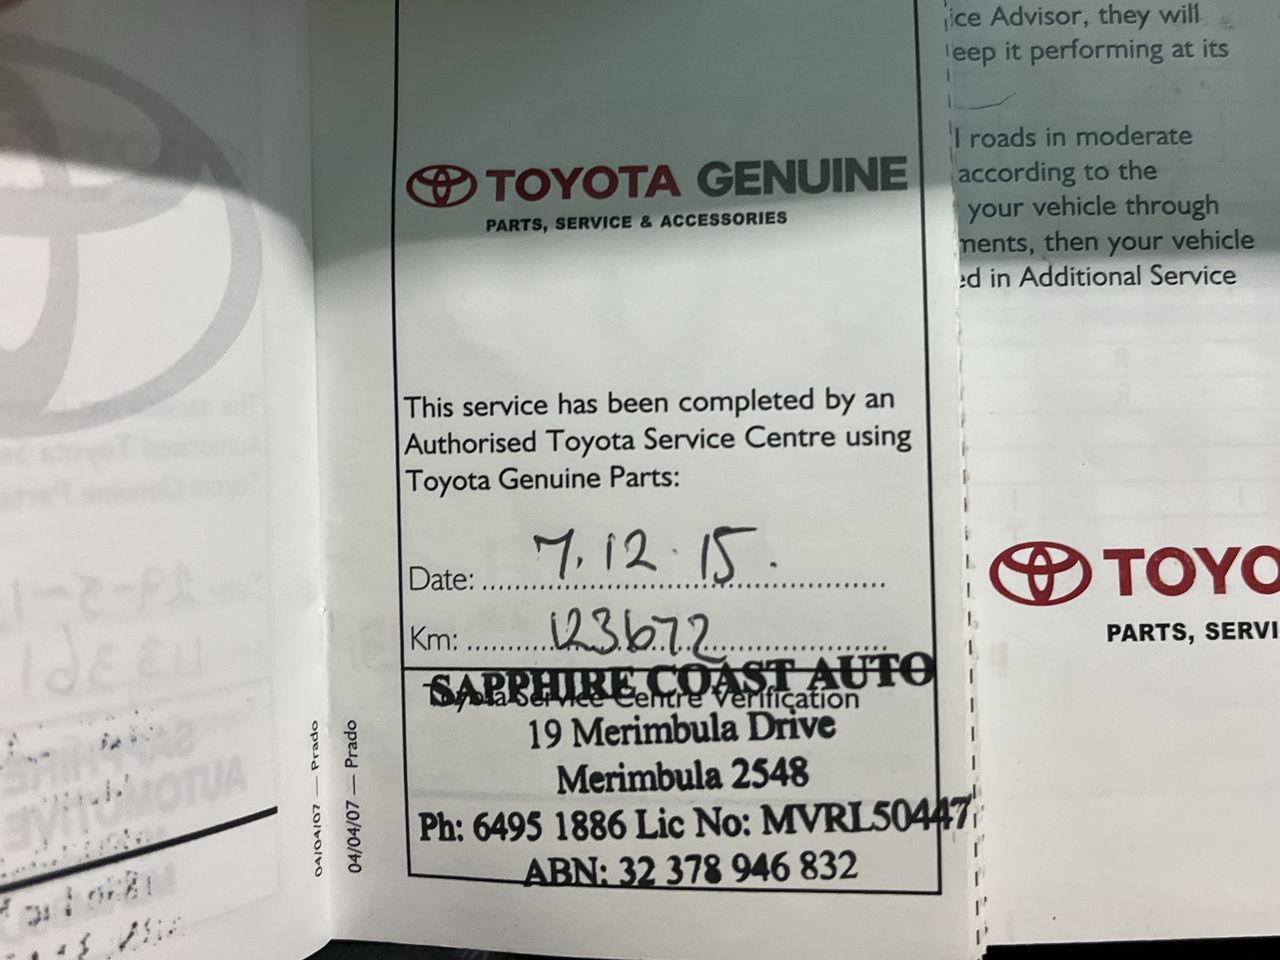 TOYOTA GENUINE
PARTS, SERVICE & ACCESSORIES
This service has been completed by an
Authorised Toyota Service Centre using
Toyota Genuine Parts:
Date: 7.12.15.
Km: 123672
Toyota Service Centre Verification
SAPPHIRE COAST AUTO
19 Merimbula Drive
Merimbula 2548
Ph: 6495 1886 Lic No: MVRL50447
ABN: 32 378 946 832
04/04/07 — Prado
04/04/07 — Prado
ice Advisor, they will
eep it performing at its
l roads in moderate
according to the
your vehicle through
ments, then your vehicle
ed in Additional Service
TOYO
PARTS, SERVI